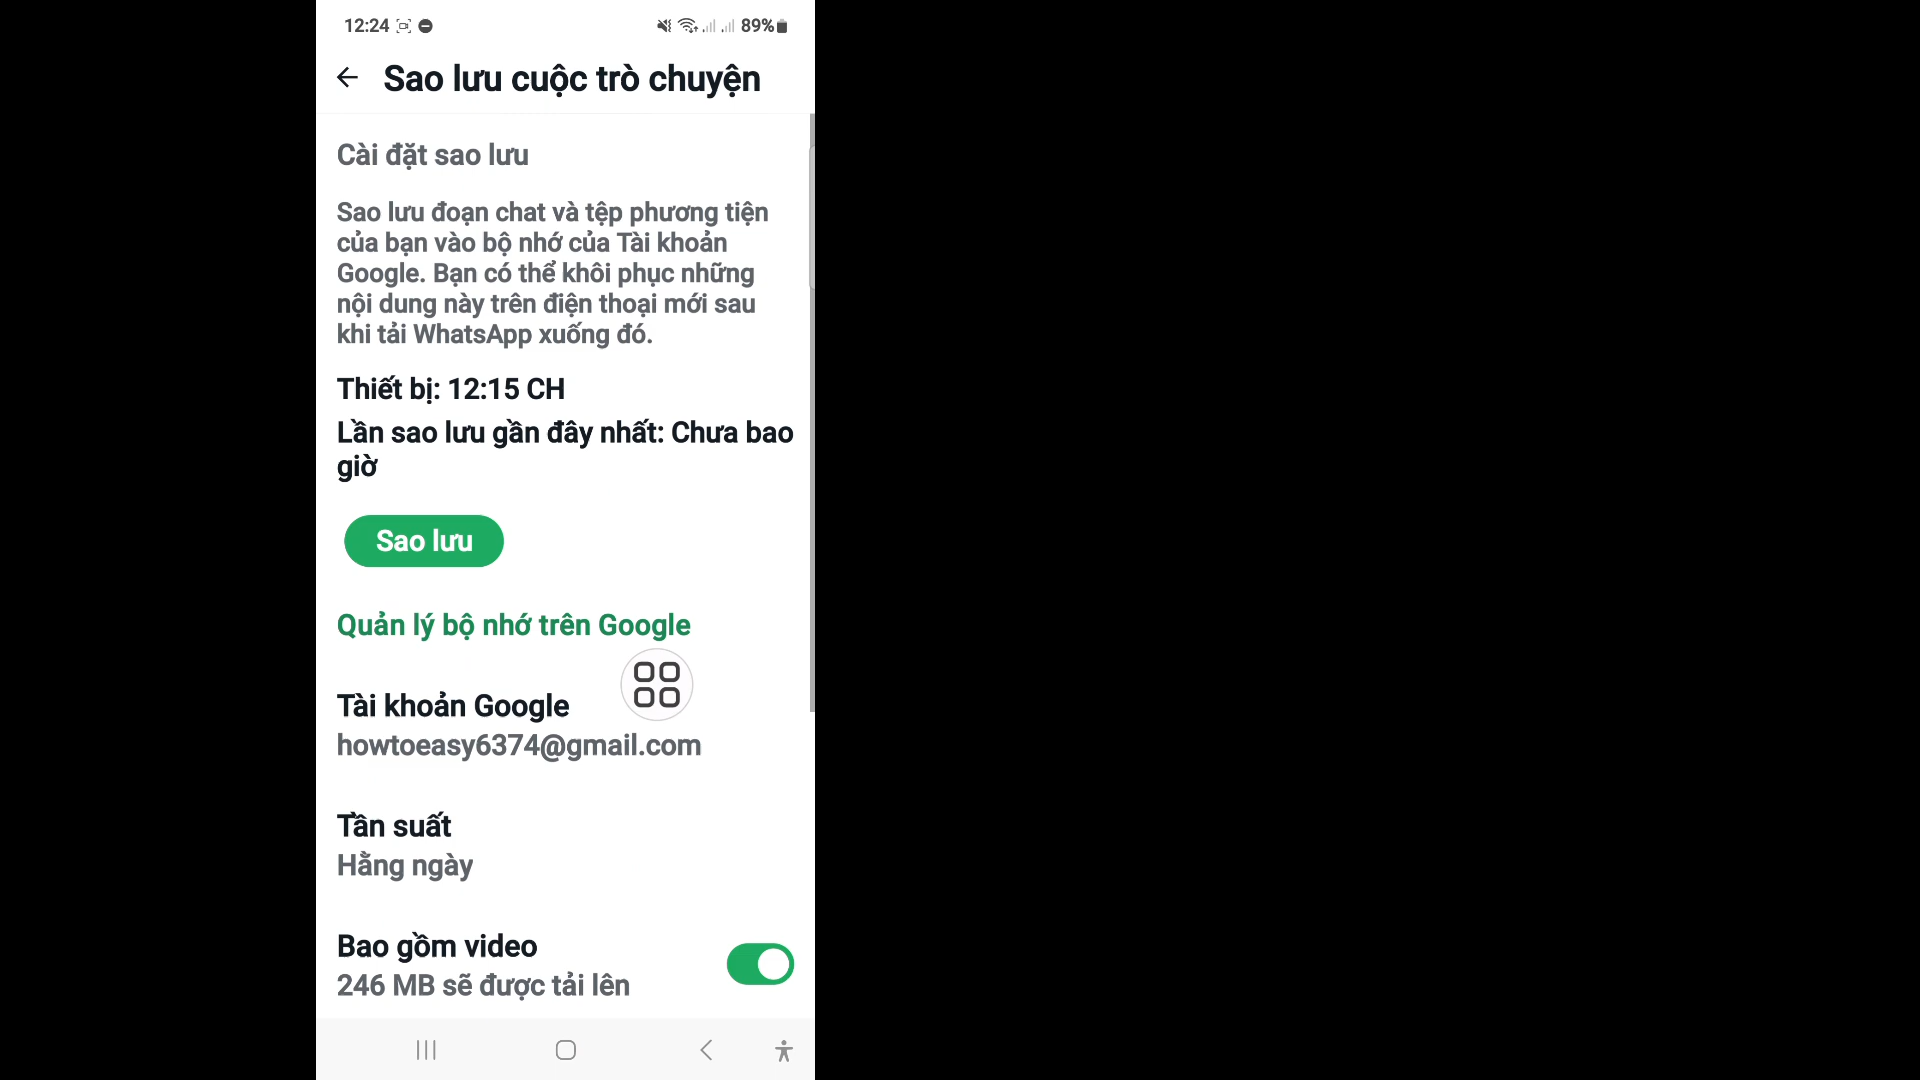 12:24
89%
Sao lưu cuộc trò chuyện
Cài đặt sao lưu
Sao lưu đoạn chat và tệp phương tiện
của bạn vào bộ nhớ của Tài khoản
Google. Bạn có thể khôi phục những
nội dung này trên điện thoại mới sau
khi tải WhatsApp xuống đó.
Thiết bị: 12:15 CH
Lần sao lưu gần đây nhất: Chưa bao
giờ
Sao lưu
Quản lý bộ nhớ trên Google
Tài khoản Google
howtoeasy6374@gmail.com
Tần suất
Hằng ngày
Bao gồm video
246 MB sẽ được tải lên